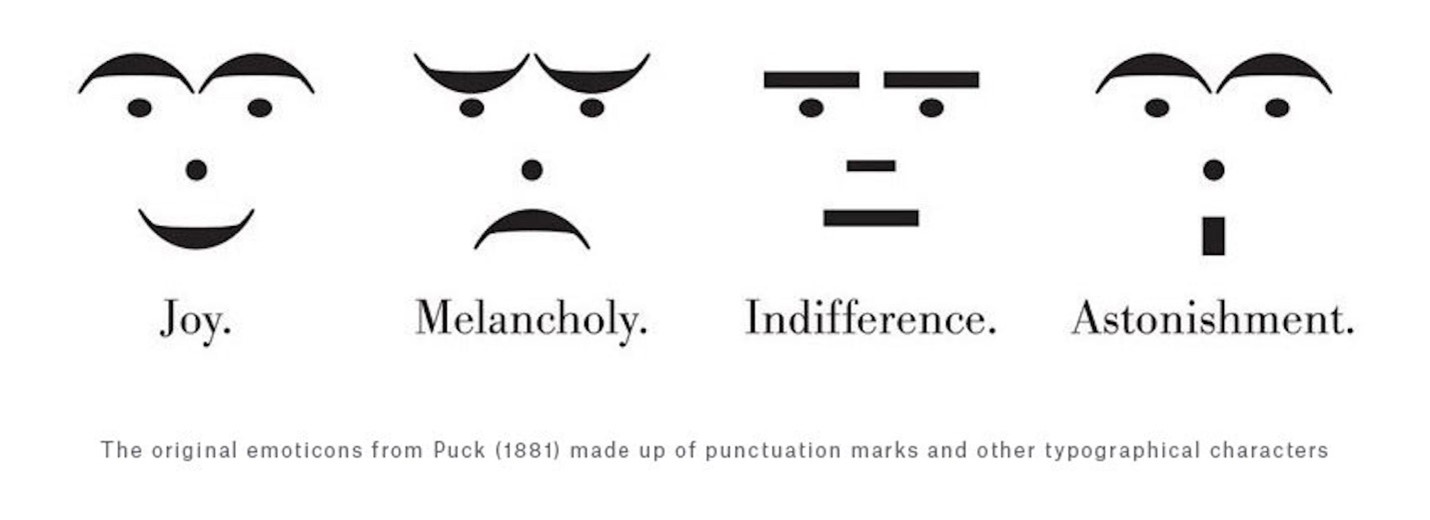 Joy. Melancholy. Indifference. Astonishment.
The original emoticons from Puck (1881) made up of punctuation marks and other typographical characters